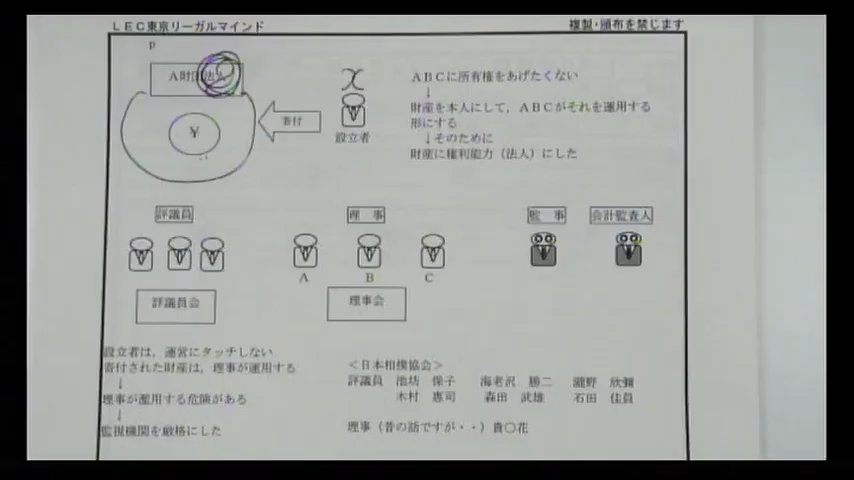 ＬＥＣ東京リーガルマインド
複製・頒布を禁じます
p
Ａ財団法人
¥
寄付
設立者
ＡＢＣに所有権をあげたくない
↓
財産を本人にして、ＡＢＣがそれを運用する
形にする
↓そのために
財産に権利能力（法人）にした
評議員
理　事
監　事
会計監査人
A
B
C
評議員会
理事会
設立者は，運営にタッチしない
寄付された財産は，理事が運用する
↓
理事が濫用する危険がある
↓
監視機関を厳格にした
＜日本相撲協会＞
評議員　池坊　保子　海老沢　勝二　瀧野　欣彌
木村　惠司　森田　武雄　石田　佳員
理事（昔の話ですが・・）貴○花